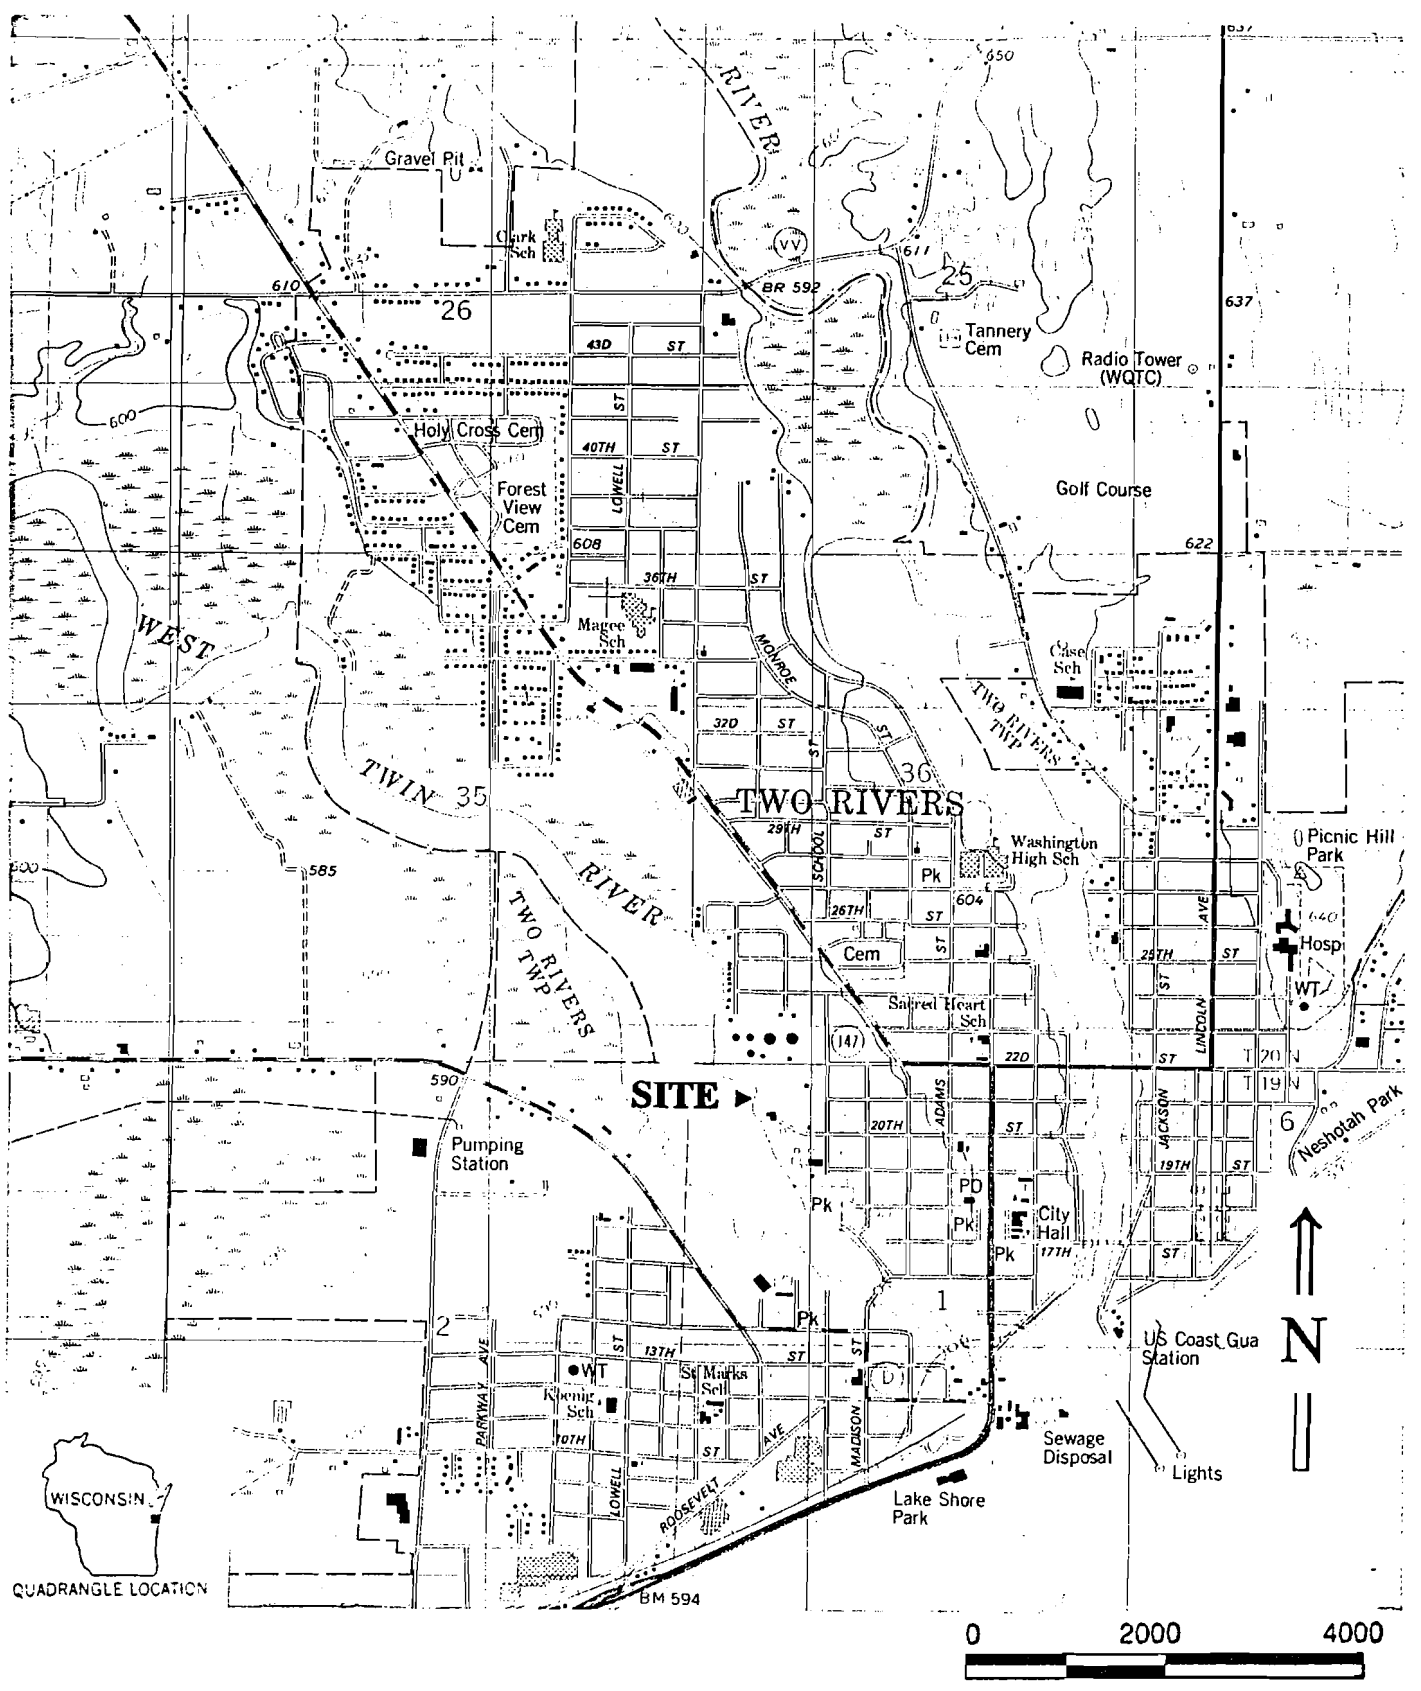 637
650
RIVER
Gravel Pit
600
Clark
Sch
VV
611
610
BR 592
25
26
637
Tannery
Cem
43D ST
Radio Tower
(WQTC)
ST
600
Holy Cross Cem
40TH ST
LOWELL
Forest
View
Cem
Golf Course
608
622
36TH ST
WEST
Magee
Sch
MONROE
Case
Sch
TWO RIVERS
TWP
32D ST
ST
ST
TWIN
35
36
TWO RIVERS
29TH ST
SCHOOL
Washington
High Sch
Picnic Hill
Park
600
585
RIVER
Pk
604
TWO RIVERS
TWP
26TH ST
AVE
640
ST
Cem
25TH ST
Hosp
ST
WT
Sacred Heart
Sch
LINCOLN
147
22D ST
T 20 N
590
T 19 N
SITE
ADAMS
JACKSON
6
Neshotah Park
20TH ST
Pumping
Station
19TH ST
PO
Pk
Pk
City
Hall
Pk
17TH ST
1
2
Pk
US Coast Gua
Station
N
AVE
ST
13TH ST
ST
WT
St Marks
Sch
D
Koenig
Sch
PARKWAY
10TH ST
AVE
MADISON
Sewage
Disposal
LOWELL
ROOSEVELT
Lights
Lake Shore
Park
WISCONSIN
QUADRANGLE LOCATION
BM 594
0 2000 4000